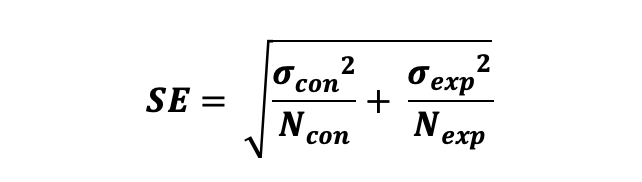 SE = √(σ_con²/N_con + σ_exp²/N_exp)